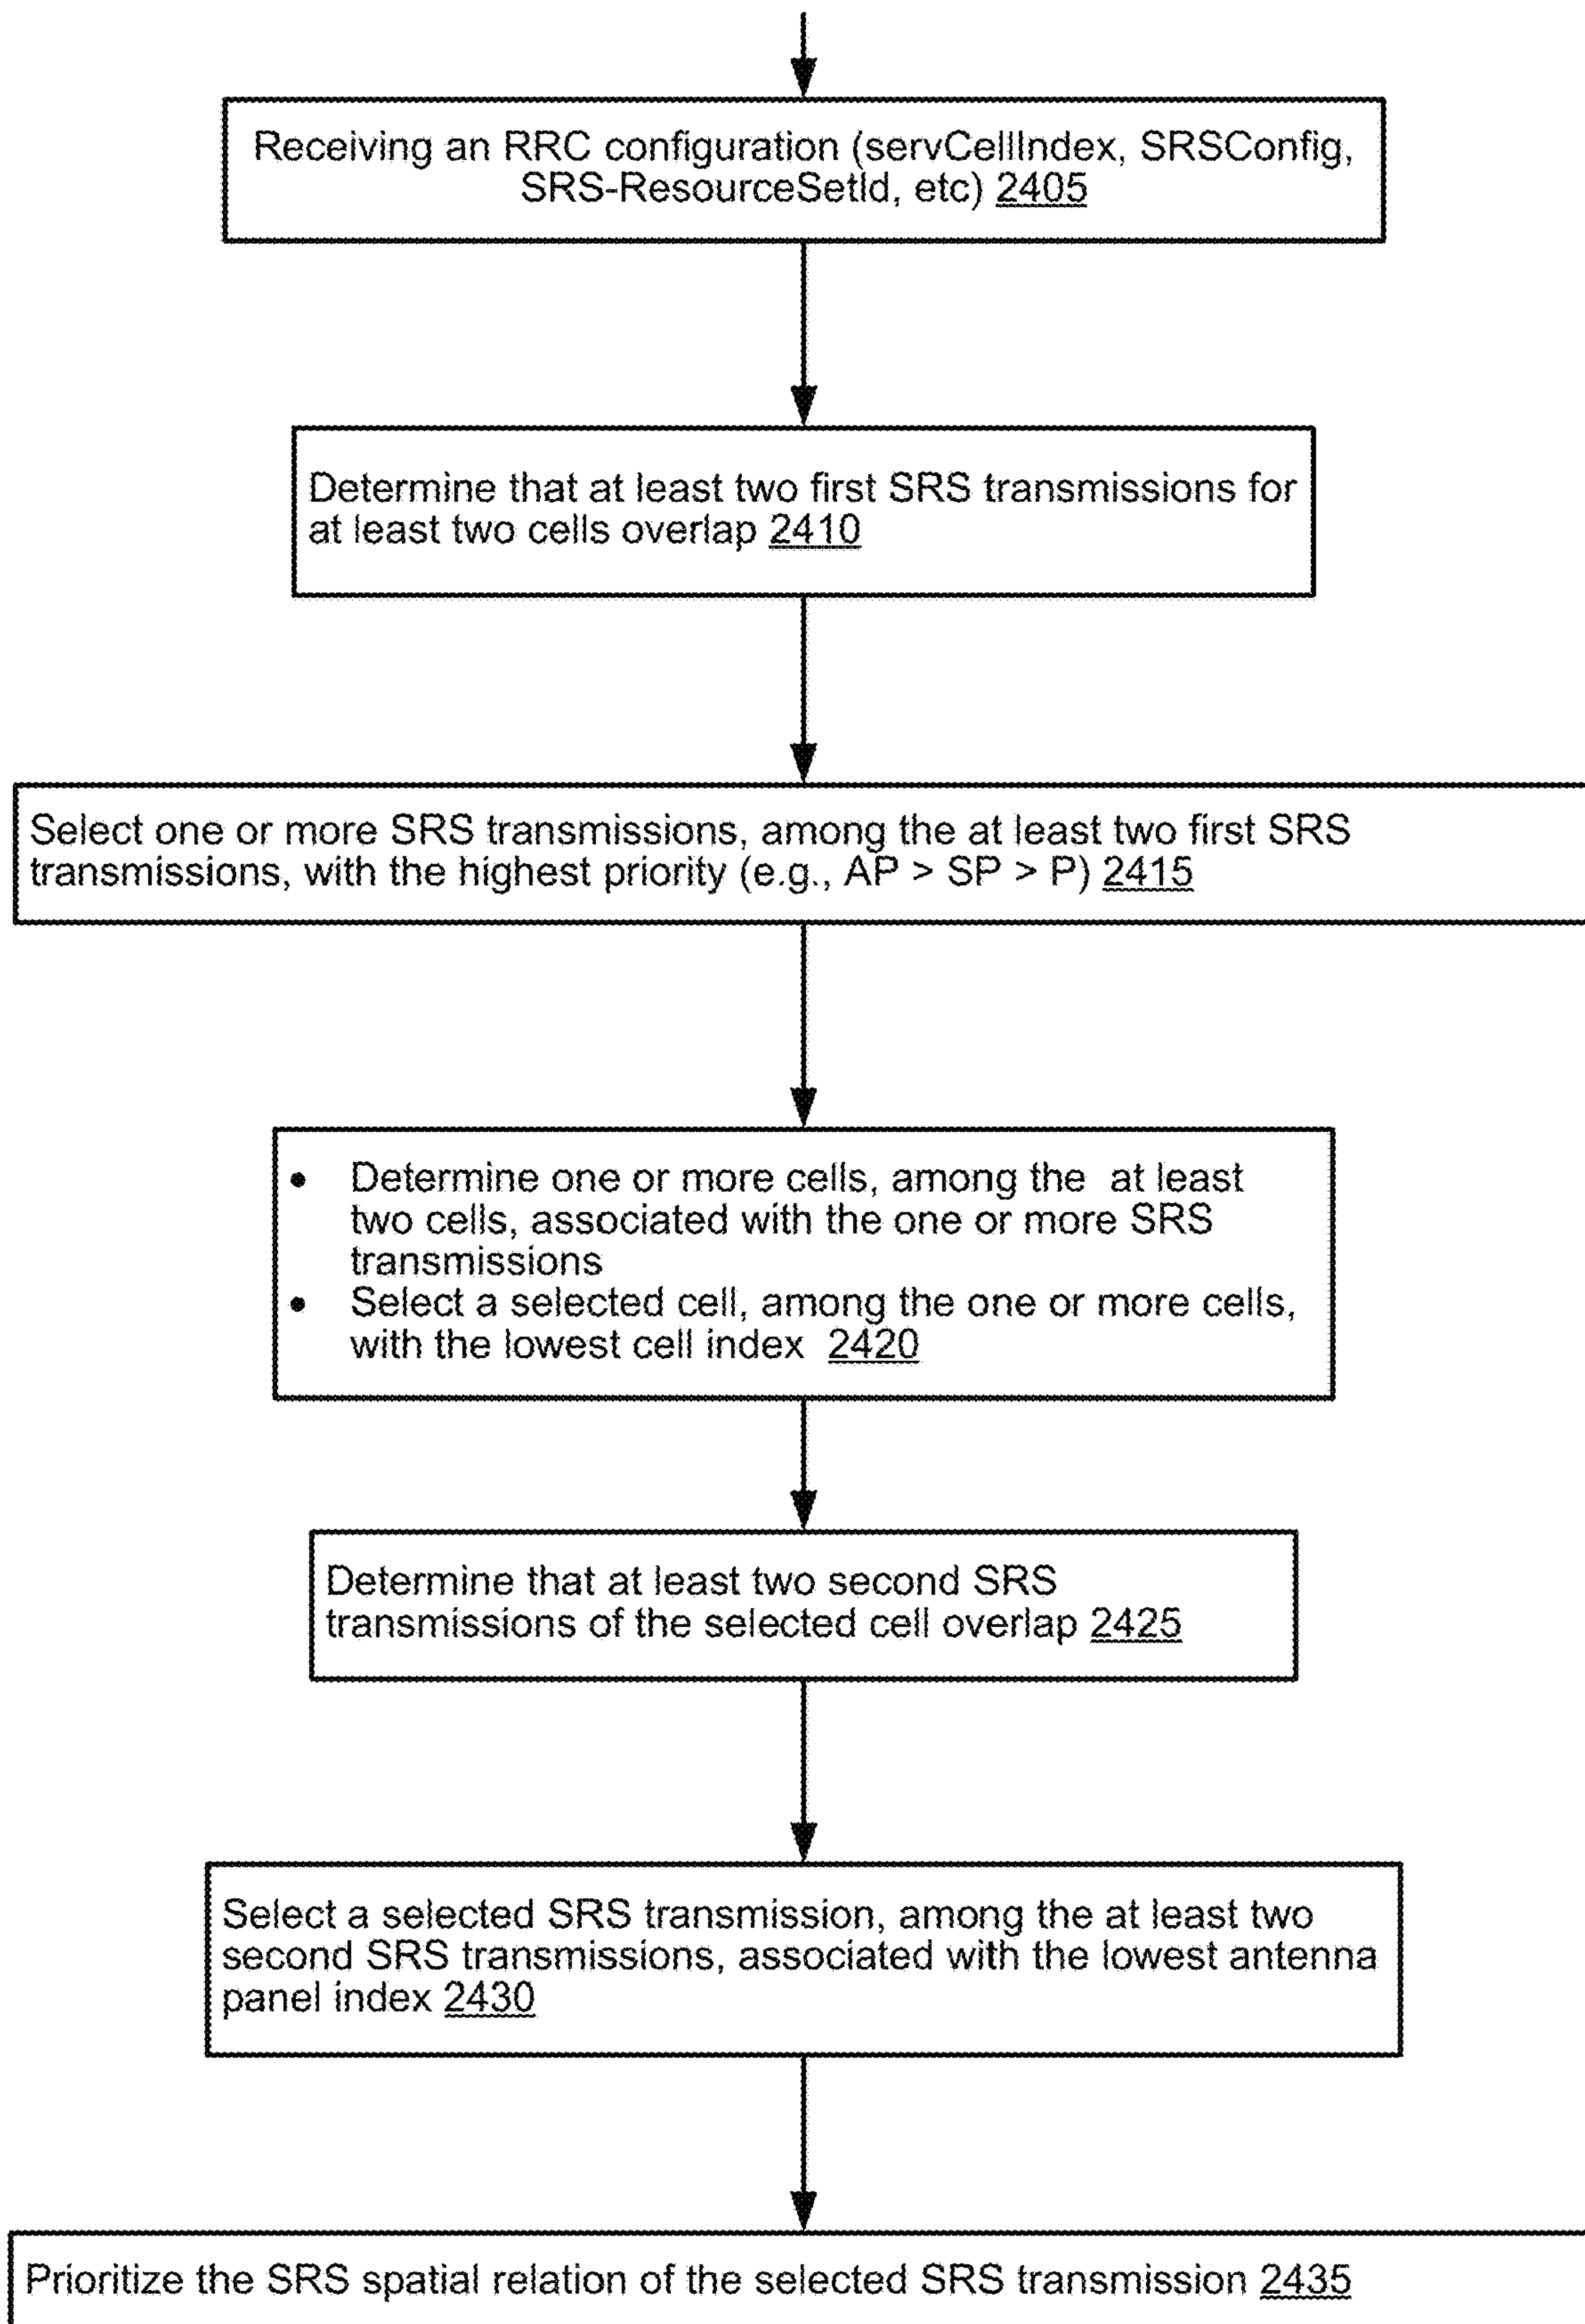 Receiving an RRC configuration (servCellIndex, SRSConfig,
SRS-ResourceSetId, etc) 2405
Determine that at least two first SRS transmissions for
at least two cells overlap 2410
Select one or more SRS transmissions, among the at least two first SRS
transmissions, with the highest priority (e.g., AP > SP > P) 2415
• Determine one or more cells, among the at least
two cells, associated with the one or more SRS
transmissions
• Select a selected cell, among the one or more cells,
with the lowest cell index 2420
Determine that at least two second SRS
transmissions of the selected cell overlap 2425
Select a selected SRS transmission, among the at least two
second SRS transmissions, associated with the lowest antenna
panel index 2430
Prioritize the SRS spatial relation of the selected SRS transmission 2435